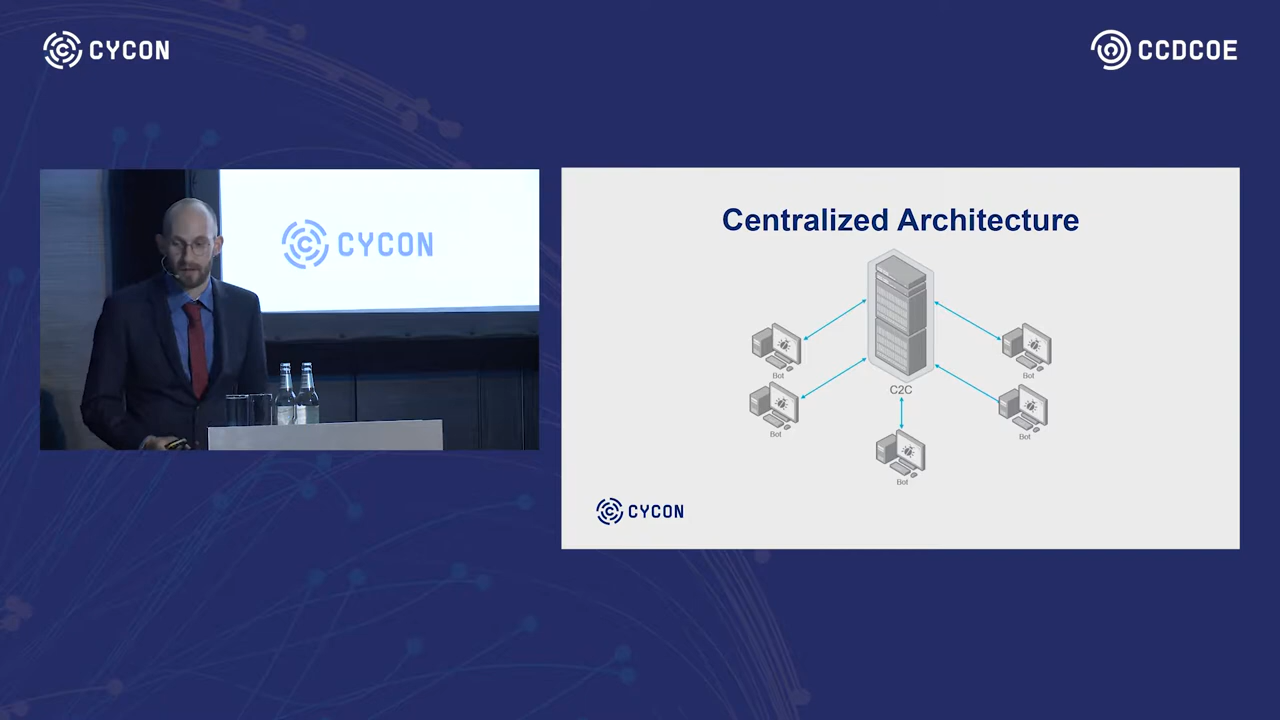 CYCON
CCDCOE
CYCON
Centralized Architecture
Bot
Bot
C2C
Bot
Bot
Bot
CYCON